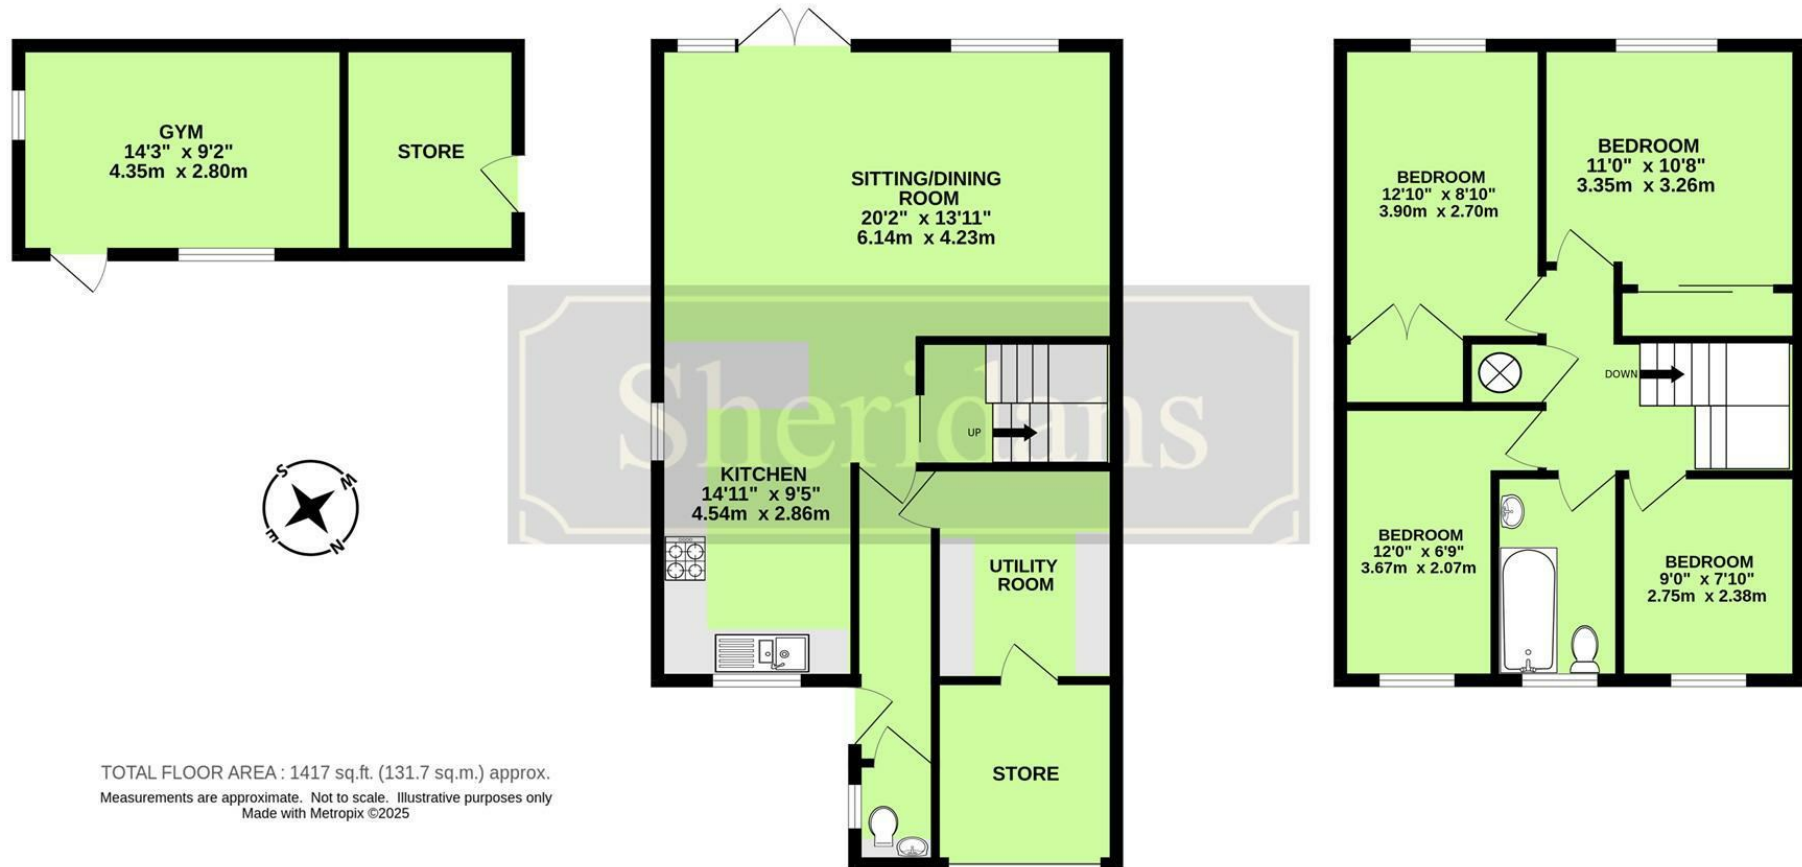 GYM
14'3" x 9'2"
4.35m x 2.80m
STORE
SITTING/DINING
ROOM
20'2" x 13'11"
6.14m x 4.23m
UP
KITCHEN
14'11" x 9'5"
4.54m x 2.86m
UTILITY
ROOM
STORE
BEDROOM
12'10" x 8'10"
3.90m x 2.70m
BEDROOM
11'0" x 10'8"
3.35m x 3.26m
DOWN
BEDROOM
12'0" x 6'9"
3.67m x 2.07m
BEDROOM
9'0" x 7'10"
2.75m x 2.38m
Sheridans
S
W
E
N
TOTAL FLOOR AREA : 1417 sq.ft. (131.7 sq.m.) approx.
Measurements are approximate. Not to scale. Illustrative purposes only
Made with Metropix ©2025